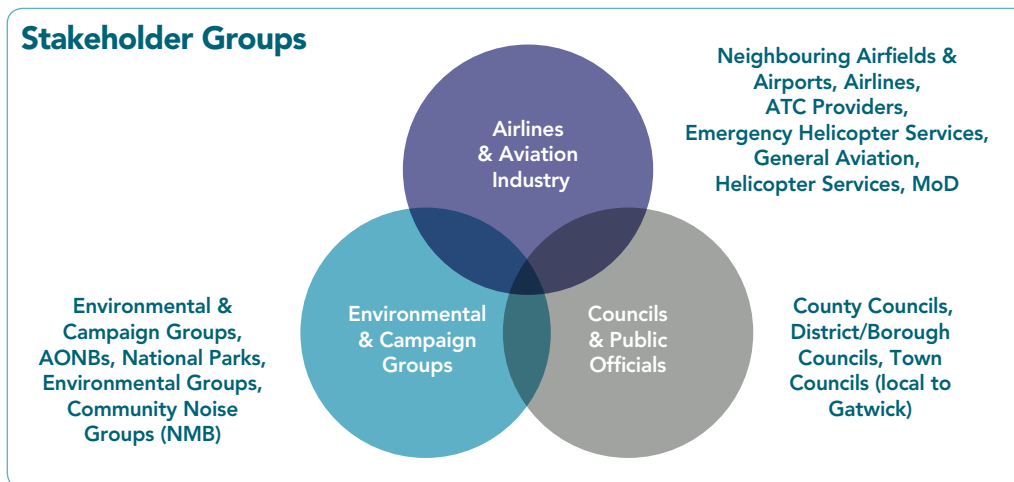 Stakeholder Groups
Neighbouring Airfields &
Airports, Airlines,
ATC Providers,
Emergency Helicopter Services,
General Aviation,
Helicopter Services, MoD
Airlines
& Aviation
Industry
Environmental &
Campaign Groups,
AONBs, National Parks,
Environmental Groups,
Community Noise
Groups (NMB)
Environmental
& Campaign
Groups
Councils
& Public
Officials
County Councils,
District/Borough
Councils, Town
Councils (local to
Gatwick)